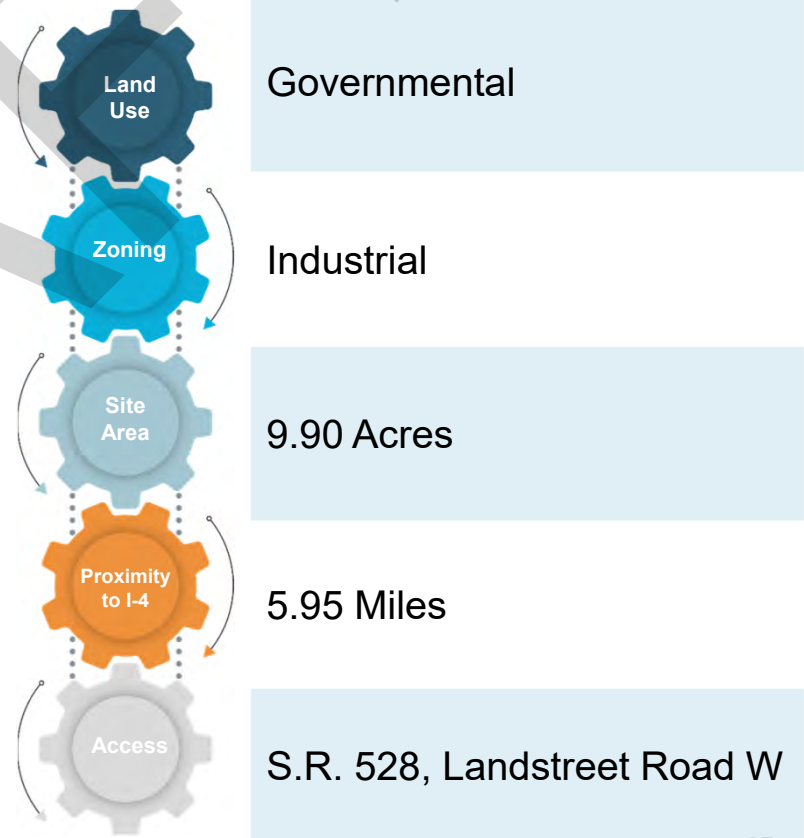 Land
Use
Governmental
Zoning
Industrial
Site
Area
9.90 Acres
Proximity
to I-4
5.95 Miles
Access
S.R. 528, Landstreet Road W